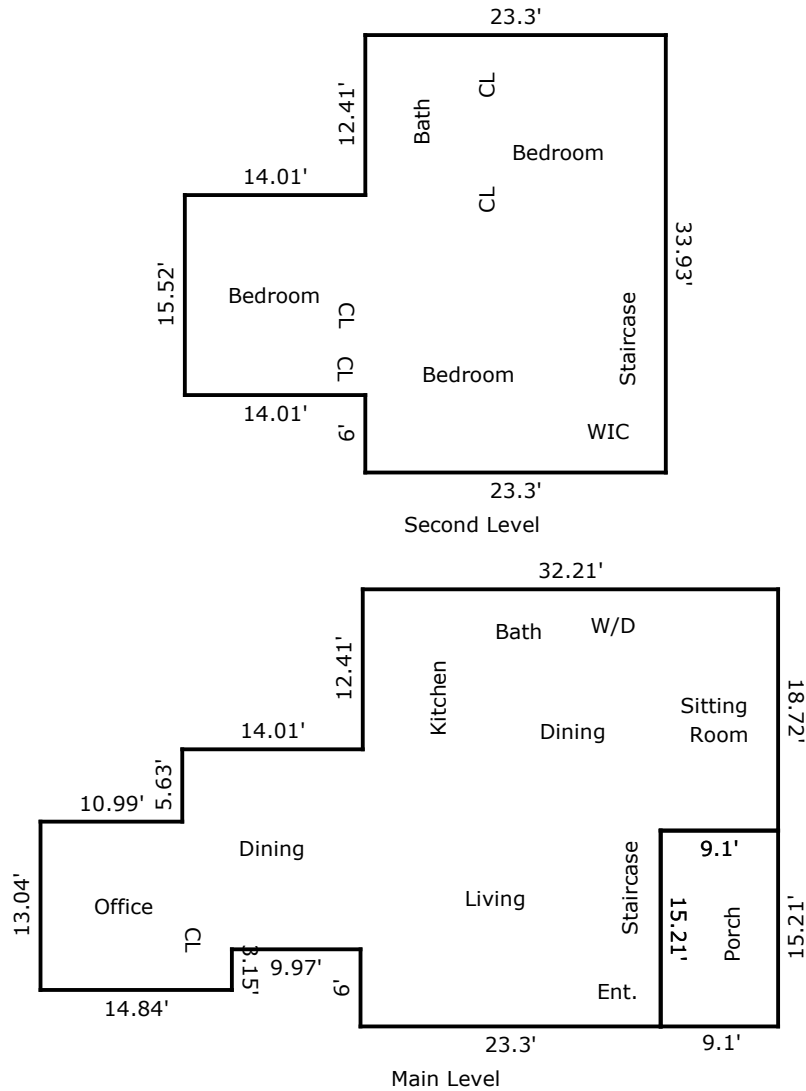 23.3'
12.41'
Bath
CL
Bedroom
14.01'
CL
33.93'
15.52'
Bedroom
CL
Staircase
CL
Bedroom
14.01'
6'
WIC
23.3'
Second Level
32.21'
Bath
W/D
12.41'
Kitchen
18.72'
Sitting
Room
Dining
14.01'
5.63'
10.99'
9.1'
Dining
Staircase
13.04'
Office
Living
15.21'
Porch
15.21'
CL
3.15'
9.97'
6'
Ent.
14.84'
23.3'
9.1'
Main Level